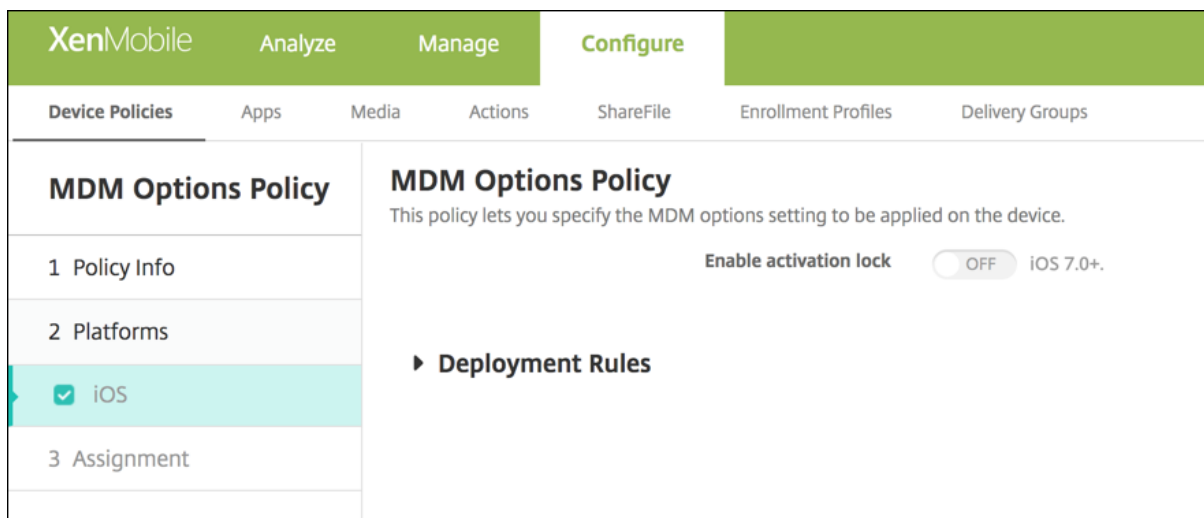 XenMobile Analyze Manage Configure
Device Policies Apps Media Actions ShareFile Enrollment Profiles Delivery Groups
MDM Options Policy
1 Policy Info
2 Platforms
iOS
3 Assignment
MDM Options Policy
This policy lets you specify the MDM options setting to be applied on the device.
Enable activation lock OFF iOS 7.0+.
Deployment Rules